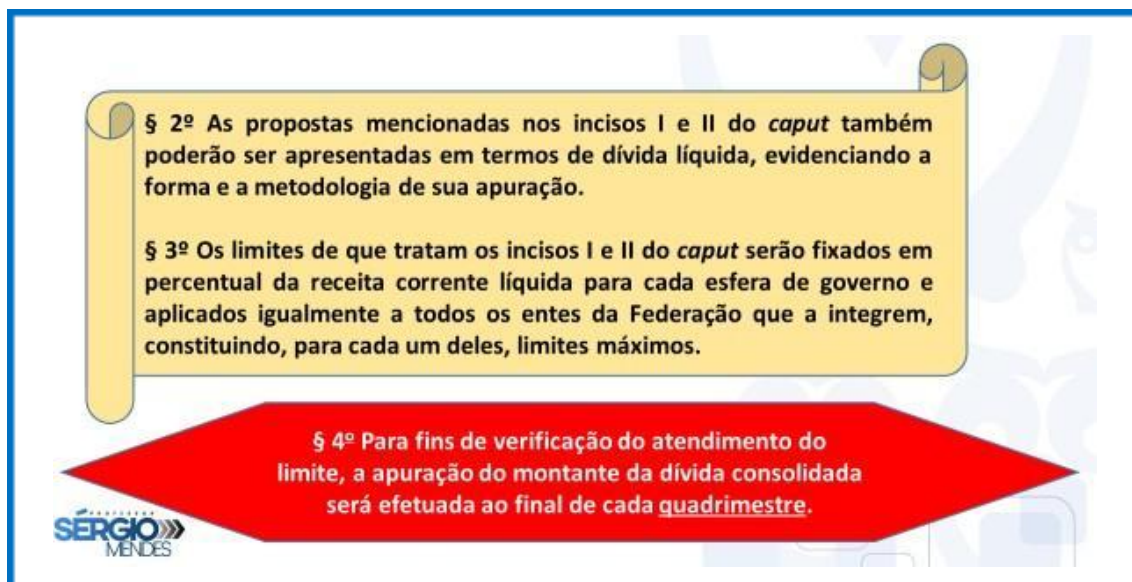 § 2º As propostas mencionadas nos incisos I e II do caput também
poderão ser apresentadas em termos de dívida líquida, evidenciando a
forma e a metodologia de sua apuração.
§ 3º Os limites de que tratam os incisos I e II do caput serão fixados em
percentual da receita corrente líquida para cada esfera de governo e
aplicados igualmente a todos os entes da Federação que a integrem,
constituindo, para cada um deles, limites máximos.
§ 4º Para fins de verificação do atendimento do
limite, a apuração do montante da dívida consolidada
será efetuada ao final de cada quadrimestre.
PROFESSOR
SÉRGIO
MENDES